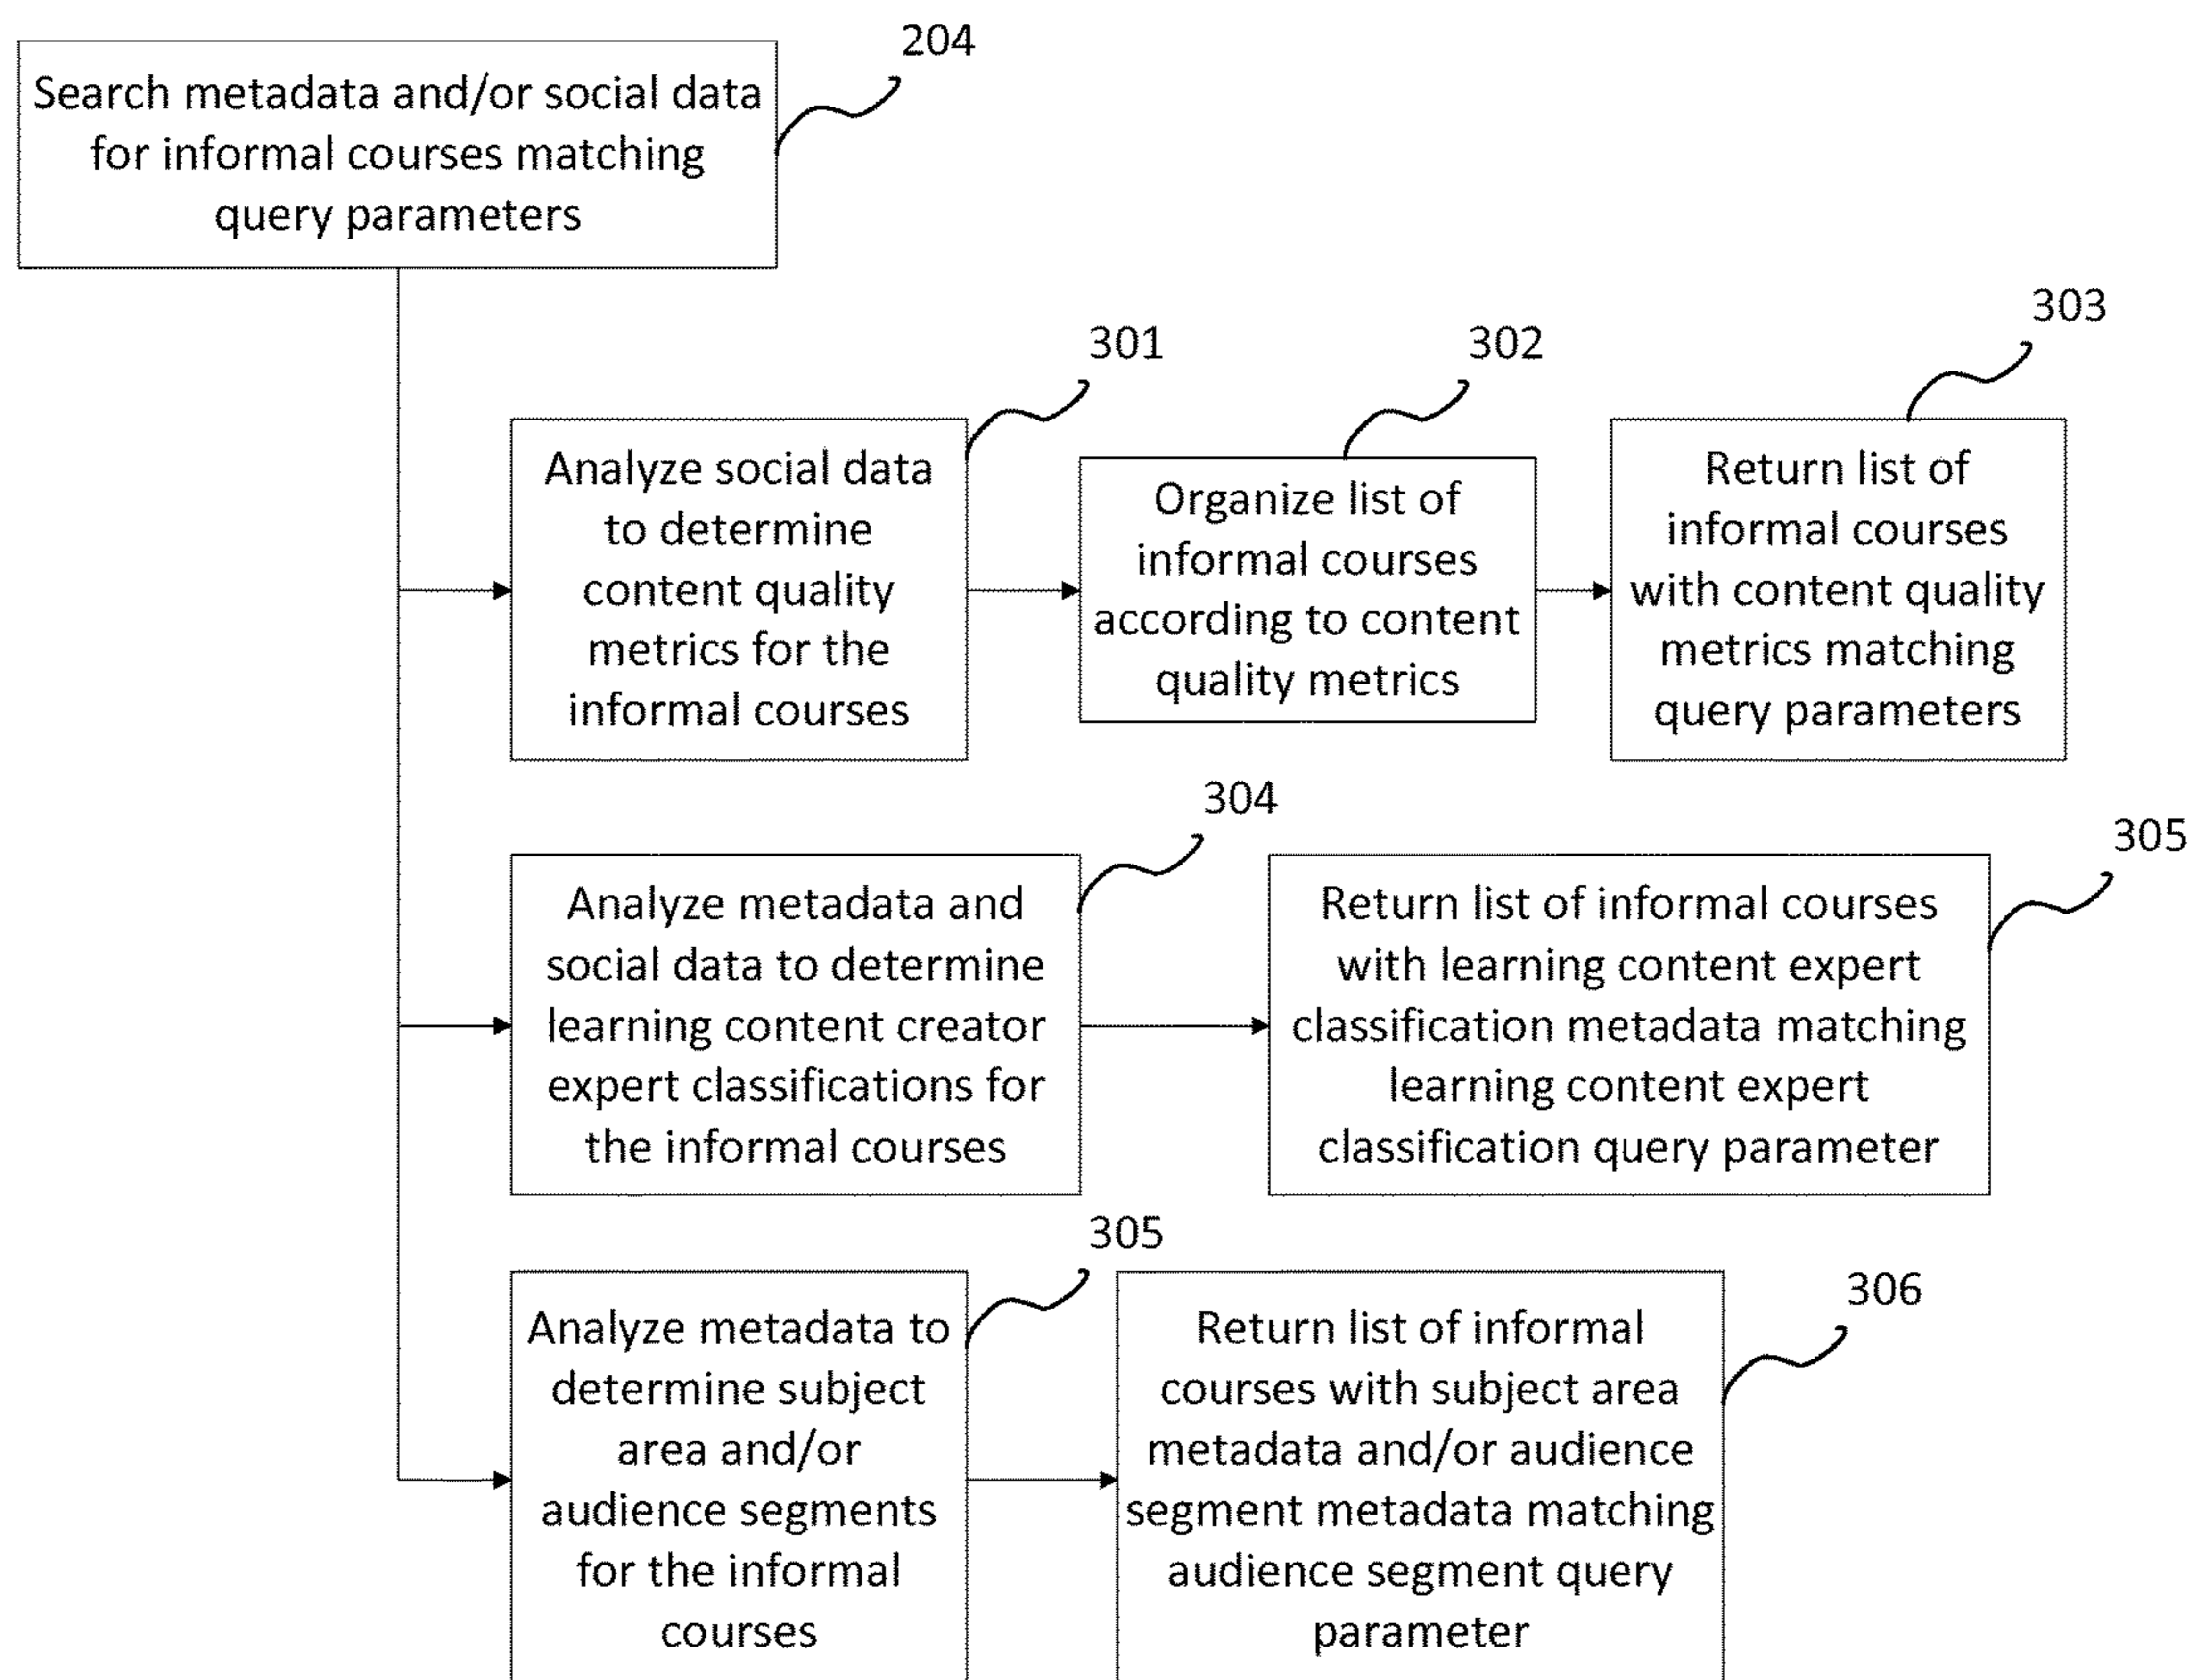 204
Search metadata and/or social data
for informal courses matching
query parameters
301
Analyze social data
to determine
content quality
metrics for the
informal courses
302
Organize list of
informal courses
according to content
quality metrics
303
Return list of
informal courses
with content quality
metrics matching
query parameters
304
Analyze metadata and
social data to determine
learning content creator
expert classifications for
the informal courses
305
Return list of informal courses
with learning content expert
classification metadata matching
learning content expert
classification query parameter
305
Analyze metadata to
determine subject
area and/or
audience segments
for the informal
courses
306
Return list of informal
courses with subject area
metadata and/or audience
segment metadata matching
audience segment query
parameter